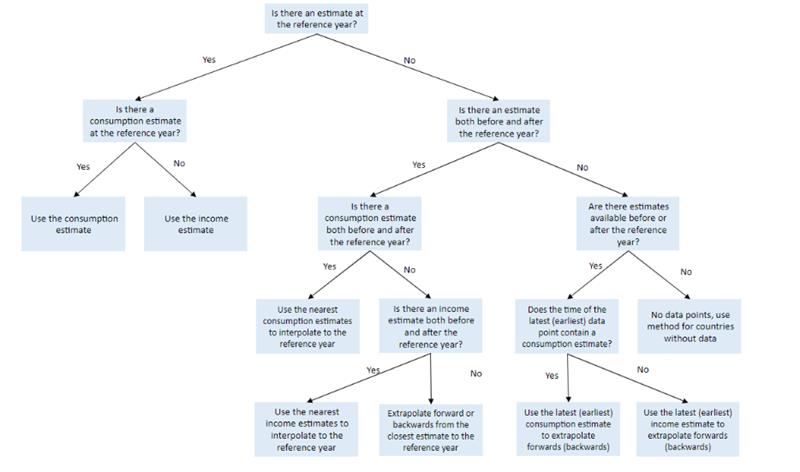 Is there an estimate at
the reference year?
Yes
No
Is there a
consumption estimate
at the reference year?
Is there an estimate
both before and after
the reference year?
Yes
No
Yes
No
Use the consumption
estimate
Use the income
estimate
Is there a
consumption estimate
both before and after
the reference year?
Are there estimates
available before or
after the reference
year?
Yes
No
Yes
No
Use the nearest
consumption estimates
to interpolate to the
reference year
Is there an income
estimate both before
and after the
reference year?
Does the time of the
latest (earliest) data
point contain a
consumption estimate?
No data points, use
method for countries
without data
Yes
No
Yes
No
Use the nearest
income estimates to
interpolate to the
reference year
Extrapolate forward or
backwards from the
closest estimate to the
reference year
Use the latest (earliest)
consumption estimate
to extrapolate
forwards (backwards)
Use the latest (earliest)
income estimate to
extrapolate forwards
(backwards)